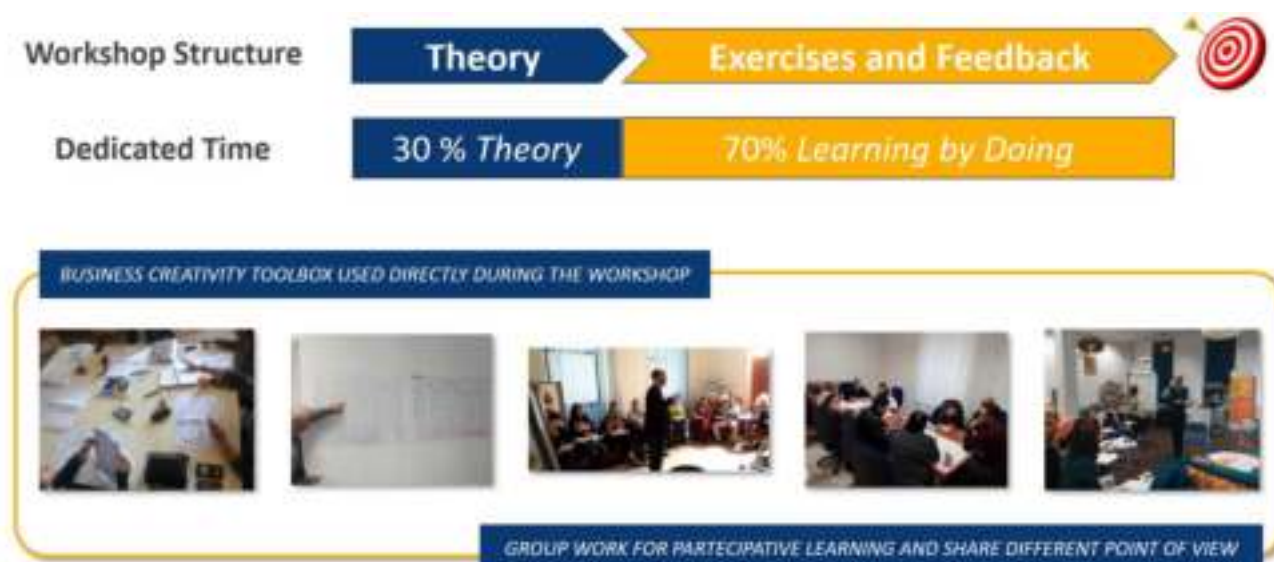 Workshop Structure
Theory
Exercises and Feedback
Dedicated Time
30 % Theory
70% Learning by Doing
BUSINESS CREATIVITY TOOLBOX USED DIRECTLY DURING THE WORKSHOP
GROUP WORK FOR PARTECIPATIVE LEARNING AND SHARE DIFFERENT POINT OF VIEW